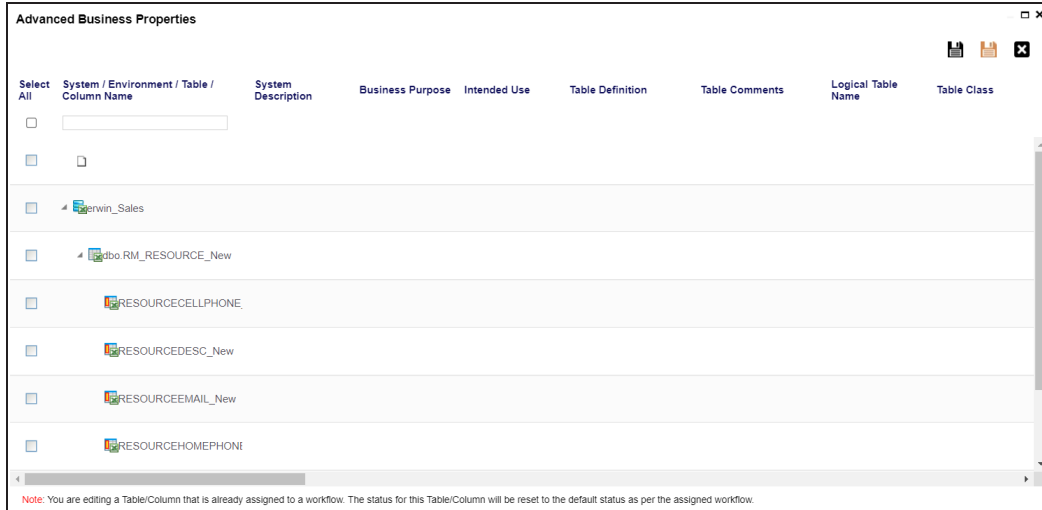 Advanced Business Properties
Select All
System / Environment / Table / Column Name
System Description
Business Purpose
Intended Use
Table Definition
Table Comments
Logical Table Name
Table Class
erwin_Sales
dbo.RM_RESOURCE_New
RESOURCECELLPHONE_
RESOURCEDESC_New
RESOURCEEMAIL_New
RESOURCEHOMEPHONE
Note: You are editing a Table/Column that is already assigned to a workflow. The status for this Table/Column will be reset to the default status as per the assigned workflow.